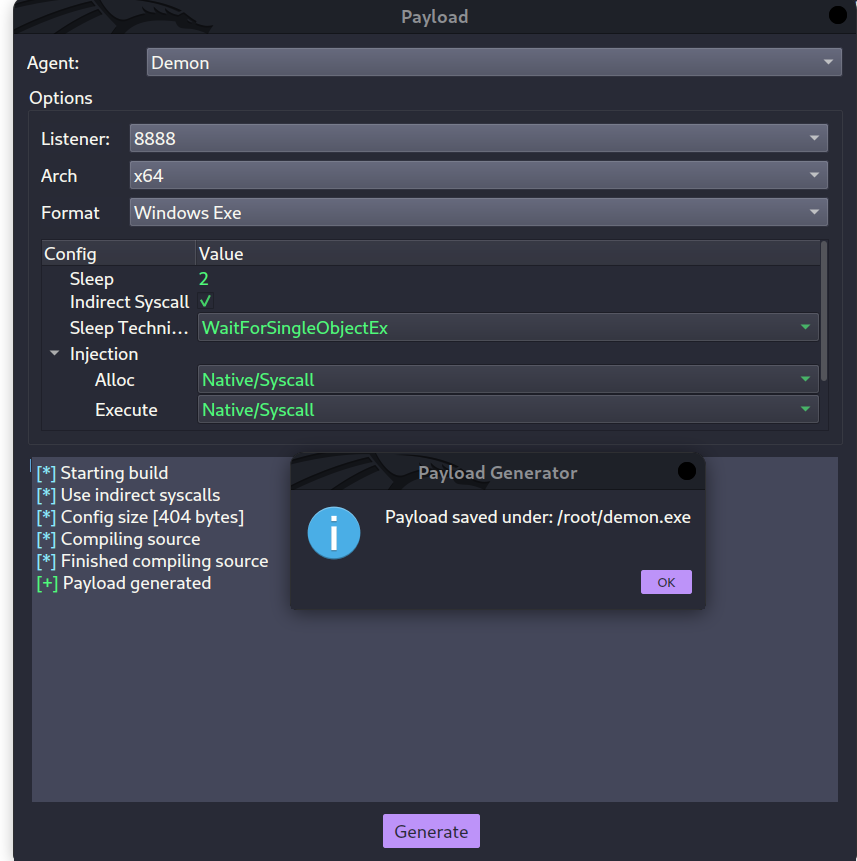 Payload
Agent: Demon
Options
Listener: 8888
Arch x64
Format Windows Exe
Config Value
Sleep 2
Indirect Syscall ✓
Sleep Techni... WaitForSingleObjectEx
Injection
Alloc Native/Syscall
Execute Native/Syscall
[*] Starting build
[*] Use indirect syscalls
[*] Config size [404 bytes]
[*] Compiling source
[*] Finished compiling source
[+] Payload generated
Payload Generator
Payload saved under: /root/demon.exe
OK
Generate